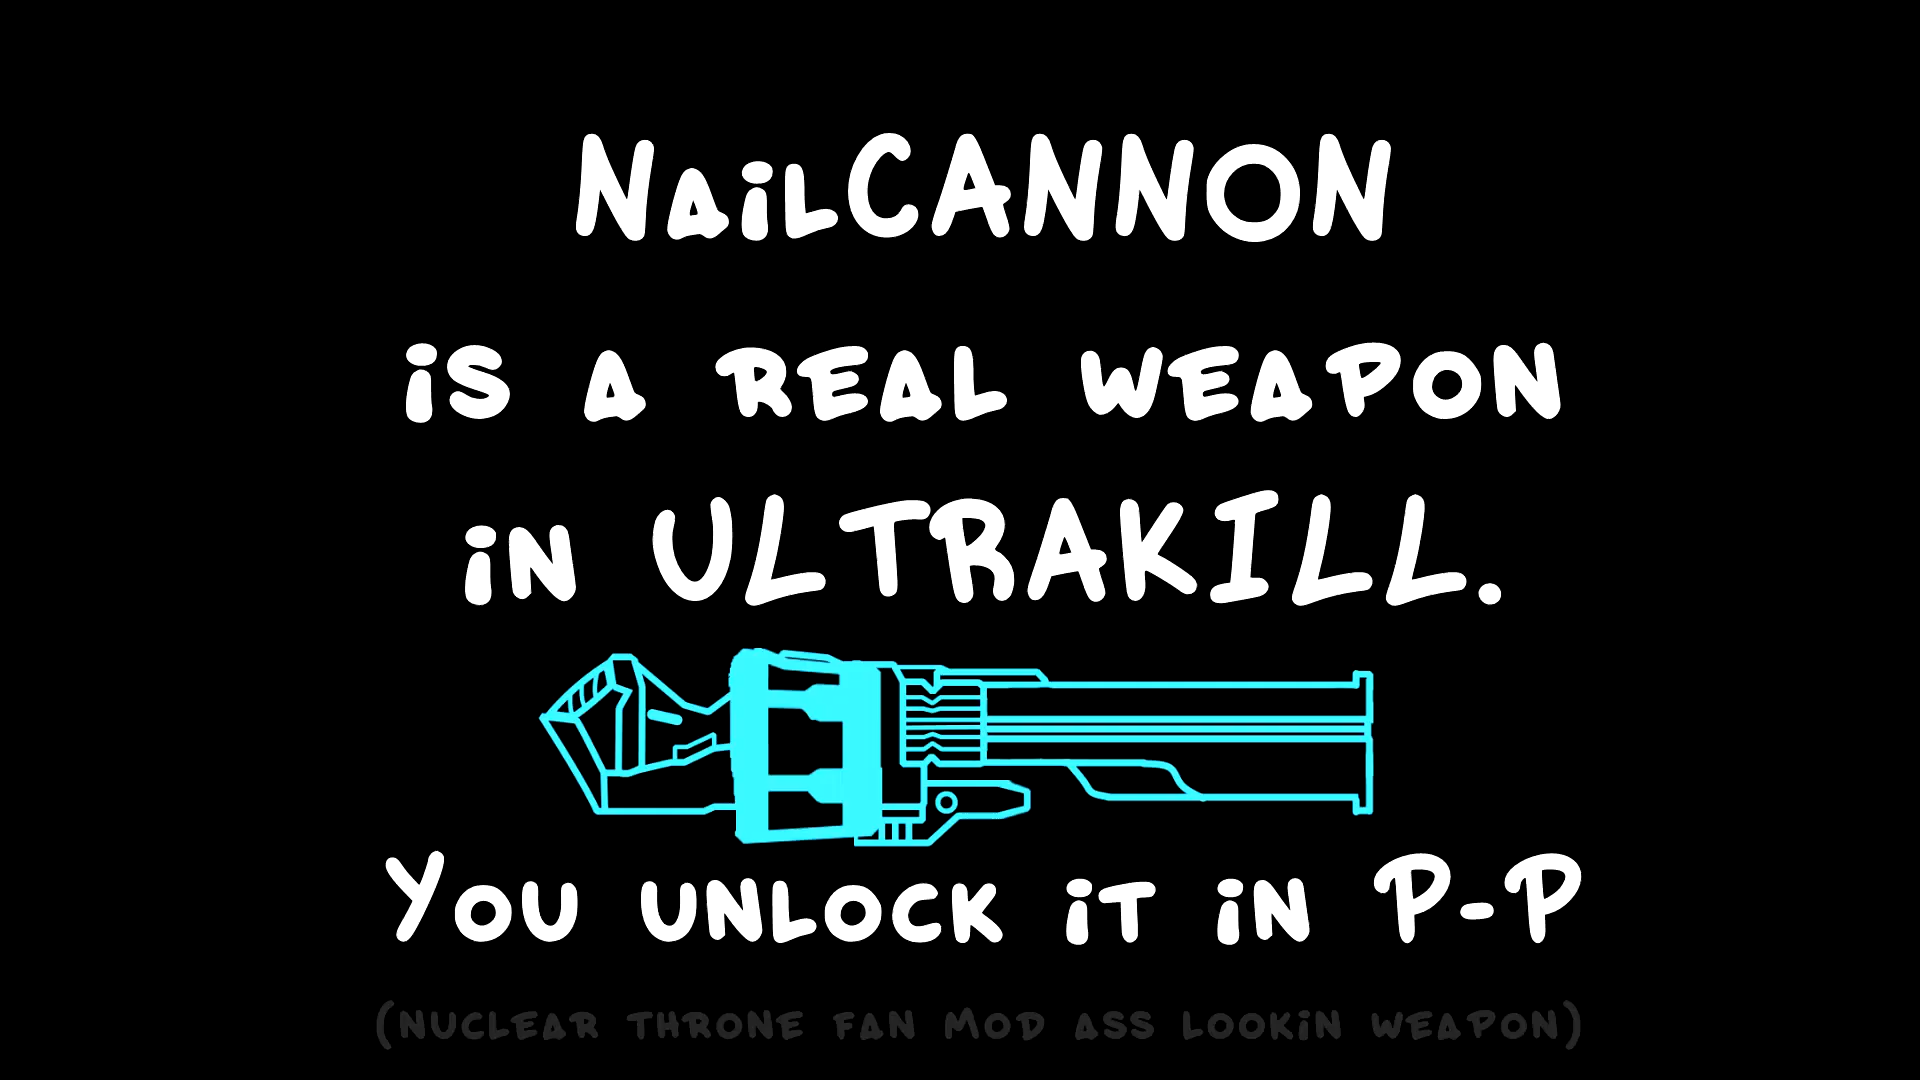 NailCANNON
is a real weapon
in ULTRAKILL.
You unlock it in P-P
(nuclear throne fan mod ass lookin weapon)